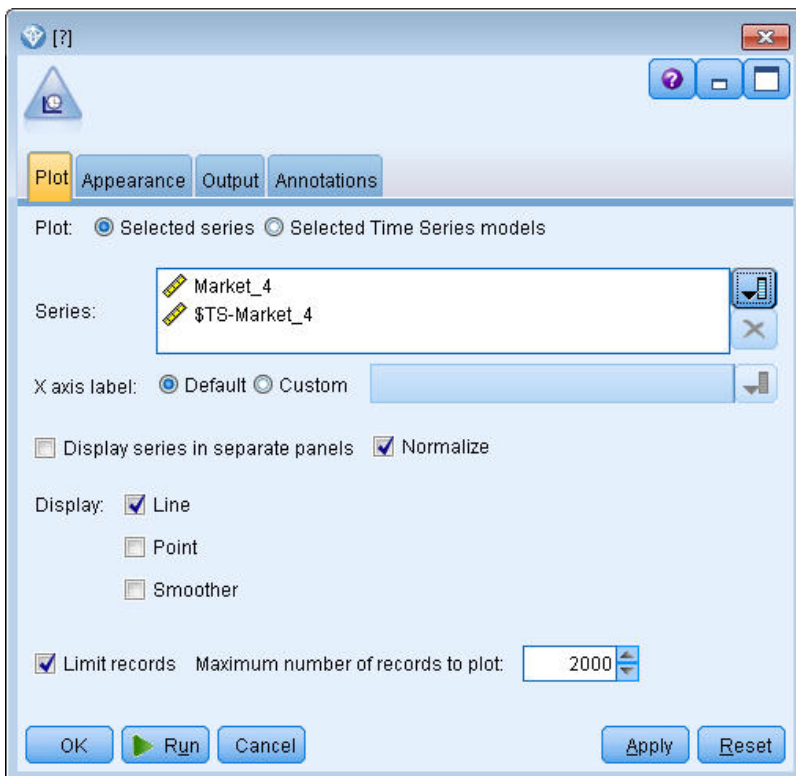 [?]
Plot Appearance Output Annotations
Plot: Selected series Selected Time Series models
Series:
Market_4
$TS-Market_4
X axis label: Default Custom
Display series in separate panels Normalize
Display: Line
Point
Smoother
Limit records Maximum number of records to plot: 2000
OK Run Cancel Apply Reset